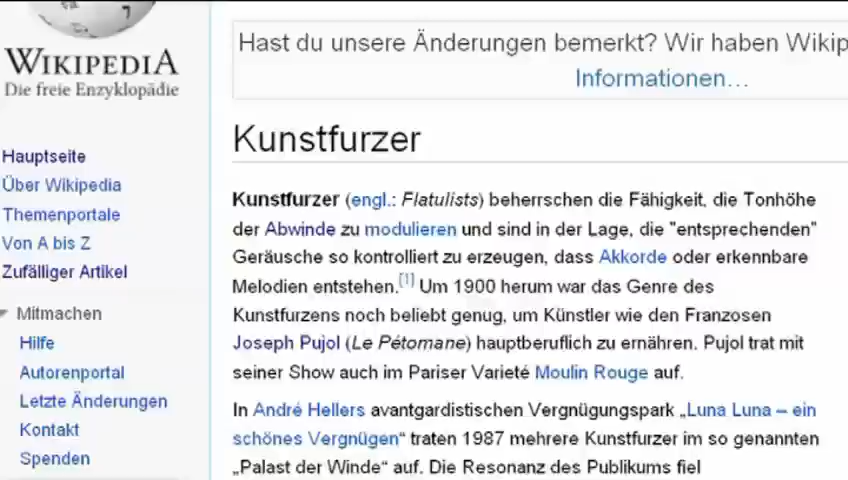 WIKIPEDIA
Die freie Enzyklopädie
Hauptseite
Über Wikipedia
Themenportale
Von A bis Z
Zufälliger Artikel
Mitmachen
Hilfe
Autorenportal
Letzte Änderungen
Kontakt
Spenden
Hast du unsere Änderungen bemerkt? Wir haben
Informationen…
Kunstfurzer
Kunstfurzer (engl.: Flatulists) beherrschen die Fähigkeit, die Tonhöhe
der Abwinde zu modulieren und sind in der Lage, die "entsprechenden"
Geräusche so kontrolliert zu erzeugen, dass Akkorde oder erkennbare
Melodien entstehen.[1] Um 1900 herum war das Genre des
Kunstfurzens noch beliebt genug, um Künstler wie den Franzosen
Joseph Pujol (Le Pétomane) hauptberuflich zu ernähren. Pujol trat mit
seiner Show auch im Pariser Varieté Moulin Rouge auf.
In André Hellers avantgardistischen Vergnügungspark „Luna Luna – ein
schönes Vergnügen“ traten 1987 mehrere Kunstfurzer im so genannten
„Palast der Winde“ auf. Die Resonanz des Publikums fiel